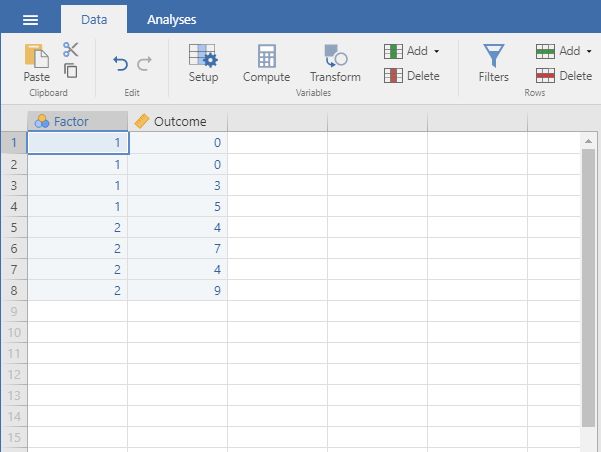 Data Analyses
Paste Setup Compute Transform Add Delete Filters Add Delete
Clipboard Edit Variables Rows
Factor Outcome
1 1 0
2 1 0
3 1 3
4 1 5
5 2 4
6 2 7
7 2 4
8 2 9
9
10
11
12
13
14
15